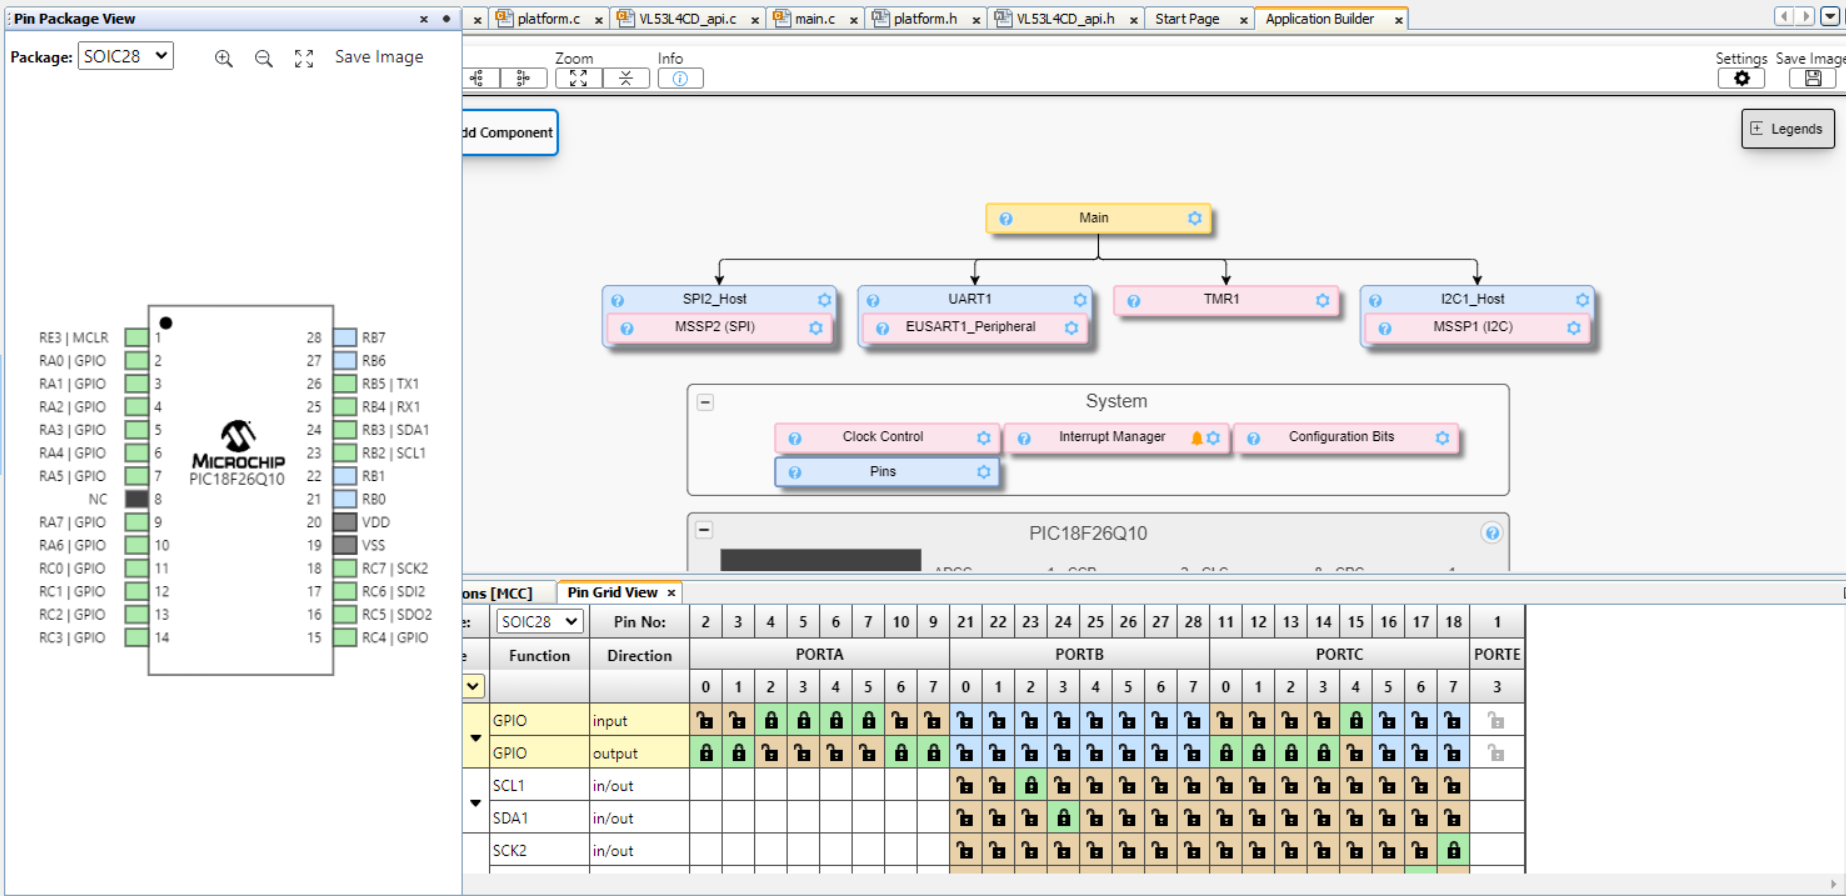 Pin Package View
platform.c
VL53L4CD_api.c
main.c
platform.h
VL53L4CD_api.h
Start Page
Application Builder
Package: SOIC28
Save Image
Zoom
Info
Settings
Save Image
dd Component
Legends
Main
SPI2_Host
MSSP2 (SPI)
UART1
EUSART1_Peripheral
TMR1
I2C1_Host
MSSP1 (I2C)
System
Clock Control
Interrupt Manager
Configuration Bits
Pins
PIC18F26Q10
RE3 | MCLR 1
RA0 | GPIO 2
RA1 | GPIO 3
RA2 | GPIO 4
RA3 | GPIO 5
RA4 | GPIO 6
RA5 | GPIO 7
NC 8
RA7 | GPIO 9
RA6 | GPIO 10
RC0 | GPIO 11
RC1 | GPIO 12
RC2 | GPIO 13
RC3 | GPIO 14
MICROCHIP
PIC18F26Q10
28 RB7
27 RB6
26 RB5 | TX1
25 RB4 | RX1
24 RB3 | SDA1
23 RB2 | SCL1
22 RB1
21 RB0
20 VDD
19 VSS
18 RC7 | SCK2
17 RC6 | SDI2
16 RC5 | SDO2
15 RC4 | GPIO
ons [MCC]
Pin Grid View
e: SOIC28 Pin No: 2 3 4 5 6 7 10 9 21 22 23 24 25 26 27 28 11 12 13 14 15 16 17 18 1
e Function Direction PORTA PORTB PORTC PORTE
0 1 2 3 4 5 6 7 0 1 2 3 4 5 6 7 0 1 2 3 4 5 6 7 3
GPIO input
GPIO output
SCL1 in/out
SDA1 in/out
SCK2 in/out